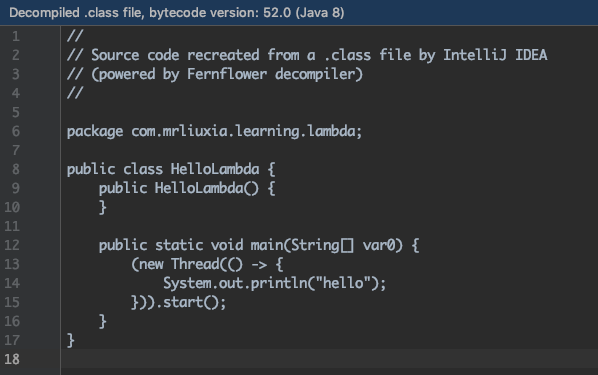 Decompiled .class file, bytecode version: 52.0 (Java 8)
1 //
2 // Source code recreated from a .class file by IntelliJ IDEA
3 // (powered by Fernflower decompiler)
4 //
5
6 package com.mrliuxia.learning.lambda;
7
8 public class HelloLambda {
9     public HelloLambda() {
10     }
11
12     public static void main(String[] var0) {
13         (new Thread(() -> {
14             System.out.println("hello");
15         })).start();
16     }
17 }
18